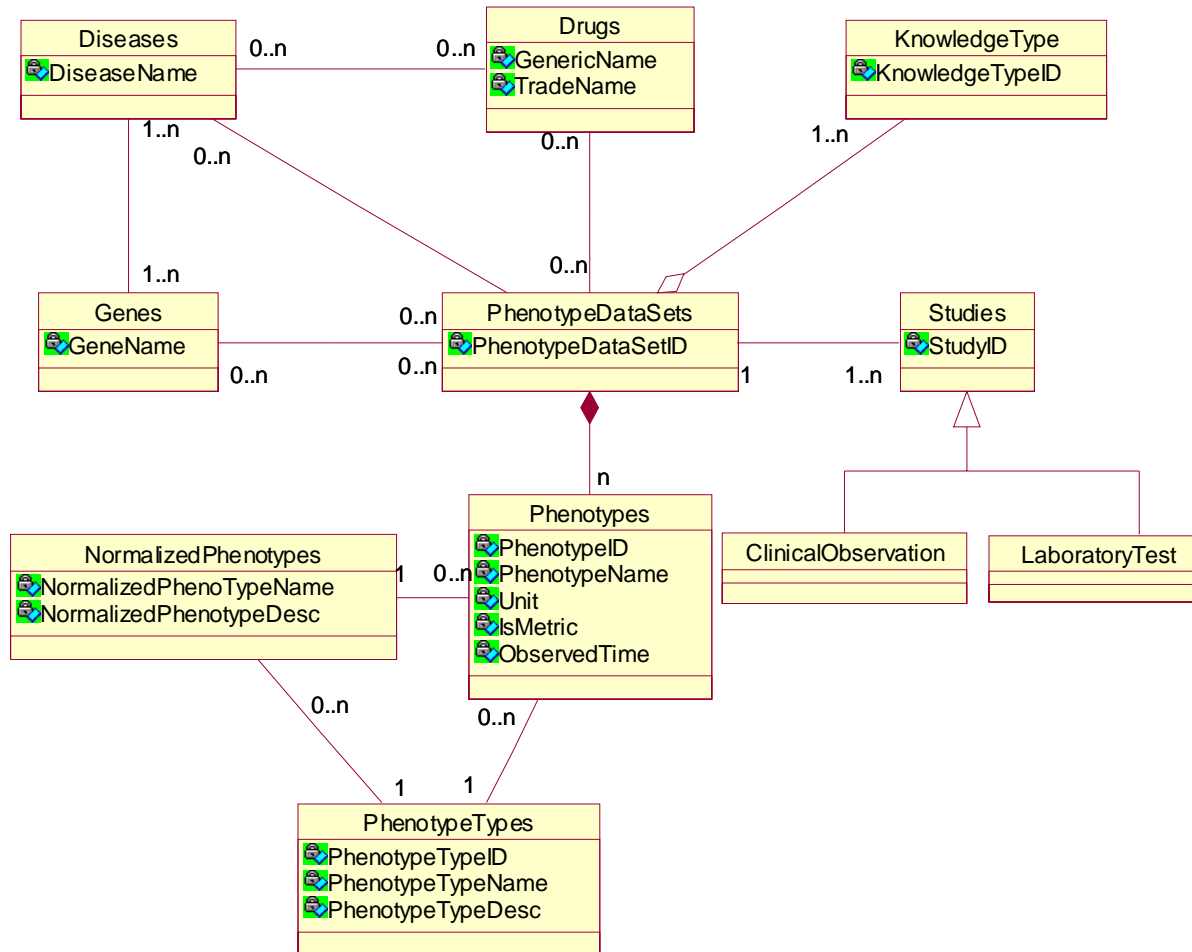 Diseases
DiseaseName
0..n
0..n
Drugs
GenericName
TradeName
KnowledgeType
KnowledgeTypeID
1..n
0..n
0..n
1..n
1..n
0..n
Genes
GeneName
0..n
0..n
0..n
PhenotypeDataSets
PhenotypeDataSetID
1
1..n
Studies
StudyID
n
Phenotypes
PhenotypeID
PhenotypeName
Unit
IsMetric
ObservedTime
ClinicalObservation
LaboratoryTest
NormalizedPhenotypes
NormalizedPhenoTypeName
NormalizedPhenotypeDesc
1
0..n
0..n
0..n
1
1
PhenotypeTypes
PhenotypeTypeID
PhenotypeTypeName
PhenotypeTypeDesc